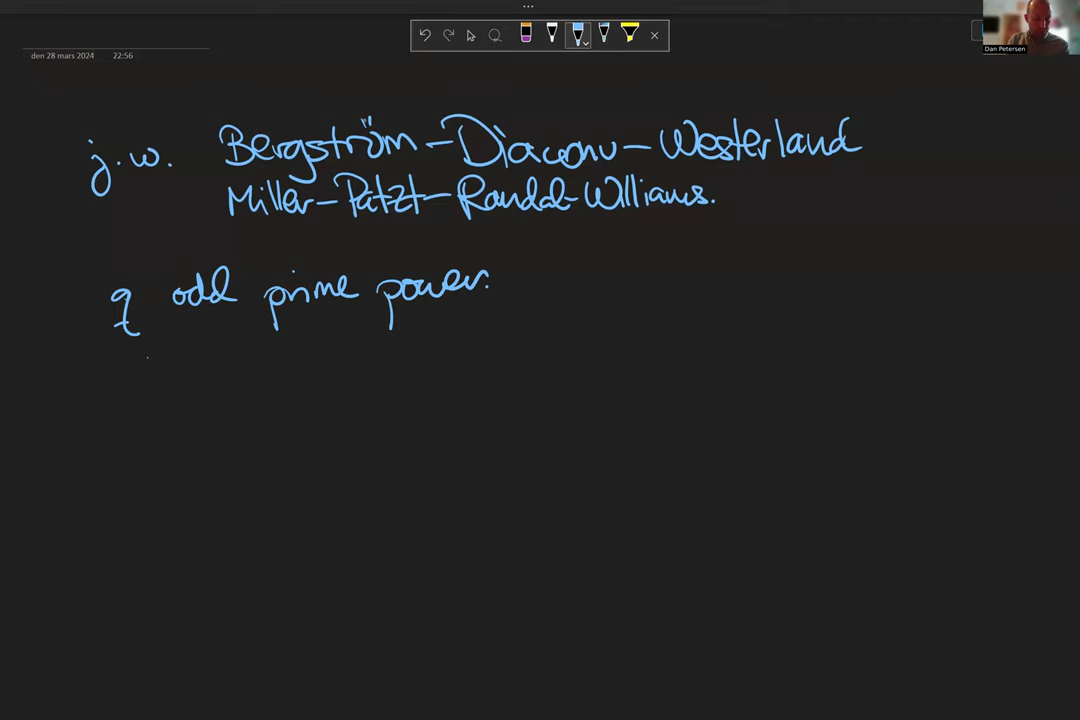 Dan Petersen
den 28 mars 2024 22:56
j.w. Bergström-Diaconu-Westerland
Miller-Patzt-Randal-Williams.
q odd prime power.